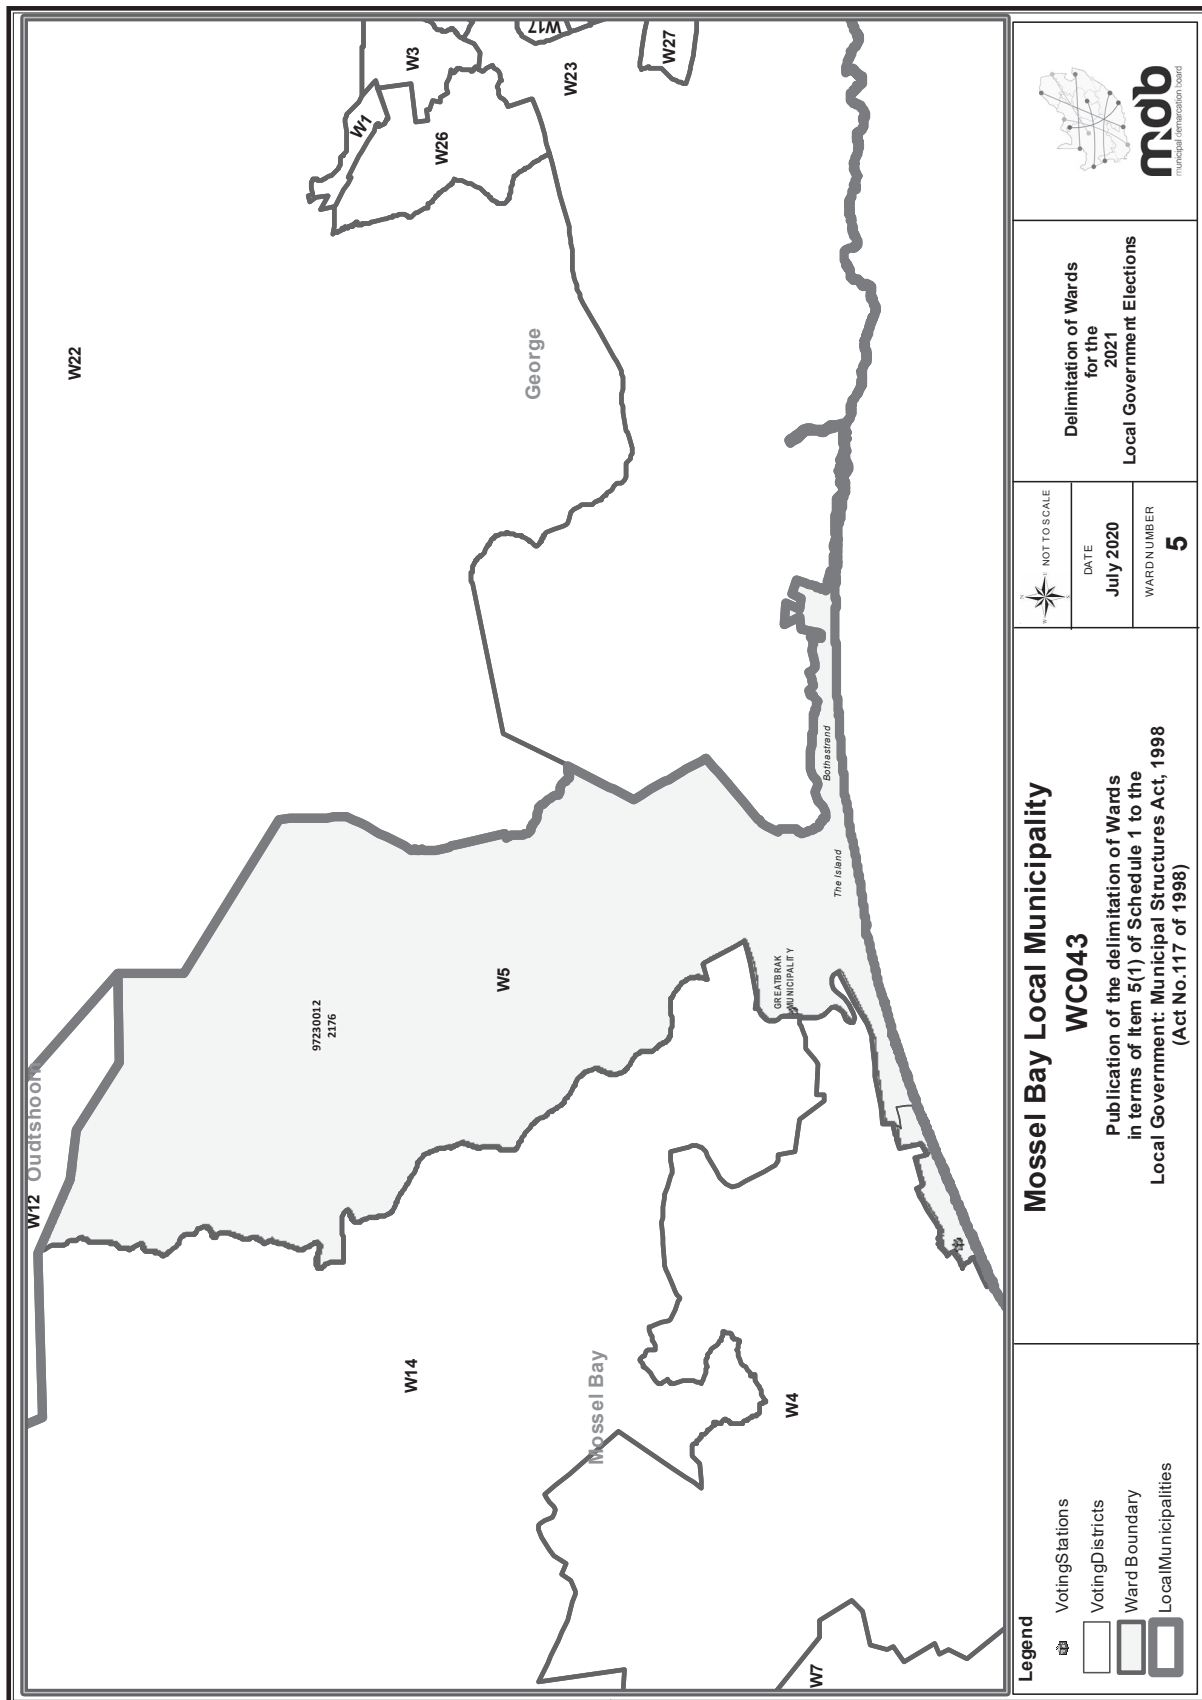 W22
W3
W1
W26
W17
W23
W27
George
Oudtshoorn
W12
97230012
2176
W5
GREATBRAK
MUNICIPALITY
The Island
Bothastrand
W14
Mossel Bay
W4
W7
Legend
VotingStations
VotingDistricts
Ward Boundary
LocalMunicipalities
Mossel Bay Local Municipality
WC043
Publication of the delimitation of Wards
in terms of Item 5(1) of Schedule 1 to the
Local Government: Municipal Structures Act, 1998
(Act No.117 of 1998)
N
W E
S
NOT TO SCALE
DATE
July 2020
WARD NUMBER
5
Delimitation of Wards
for the
2021
Local Government Elections
mdb
municipal demarcation board